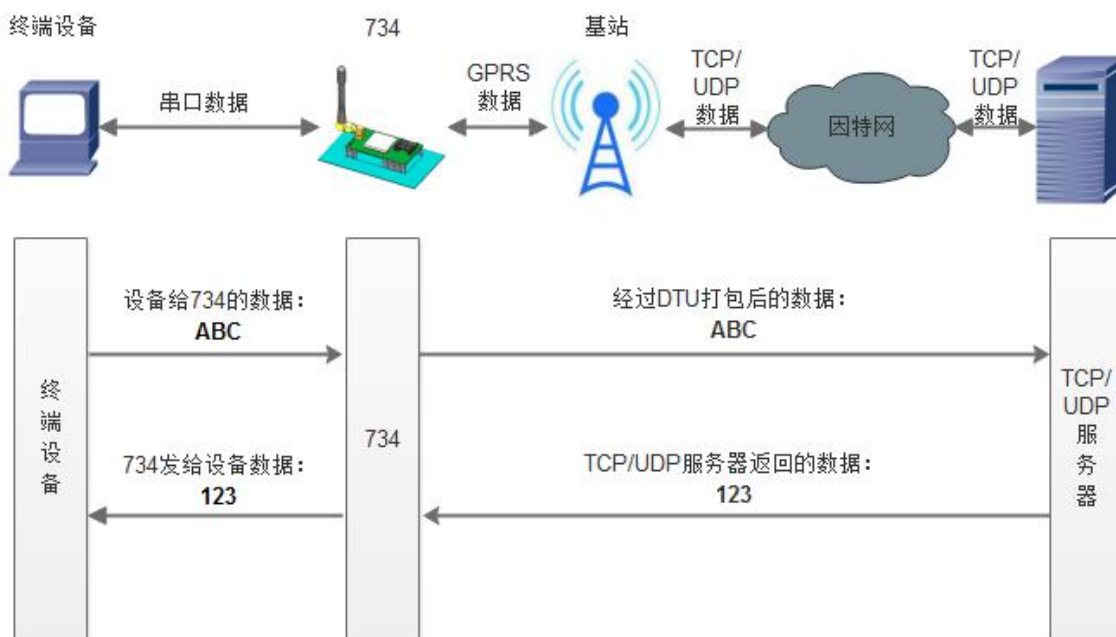 终端设备
734
基站
串口数据
GPRS
数据
TCP/
UDP
数据
因特网
TCP/
UDP
数据
设备给734的数据：
ABC
经过DTU打包后的数据：
ABC
终
端
设
备
734
TCP/
UDP
服
务
器
734发给设备数据：
123
TCP/UDP服务器返回的数据：
123